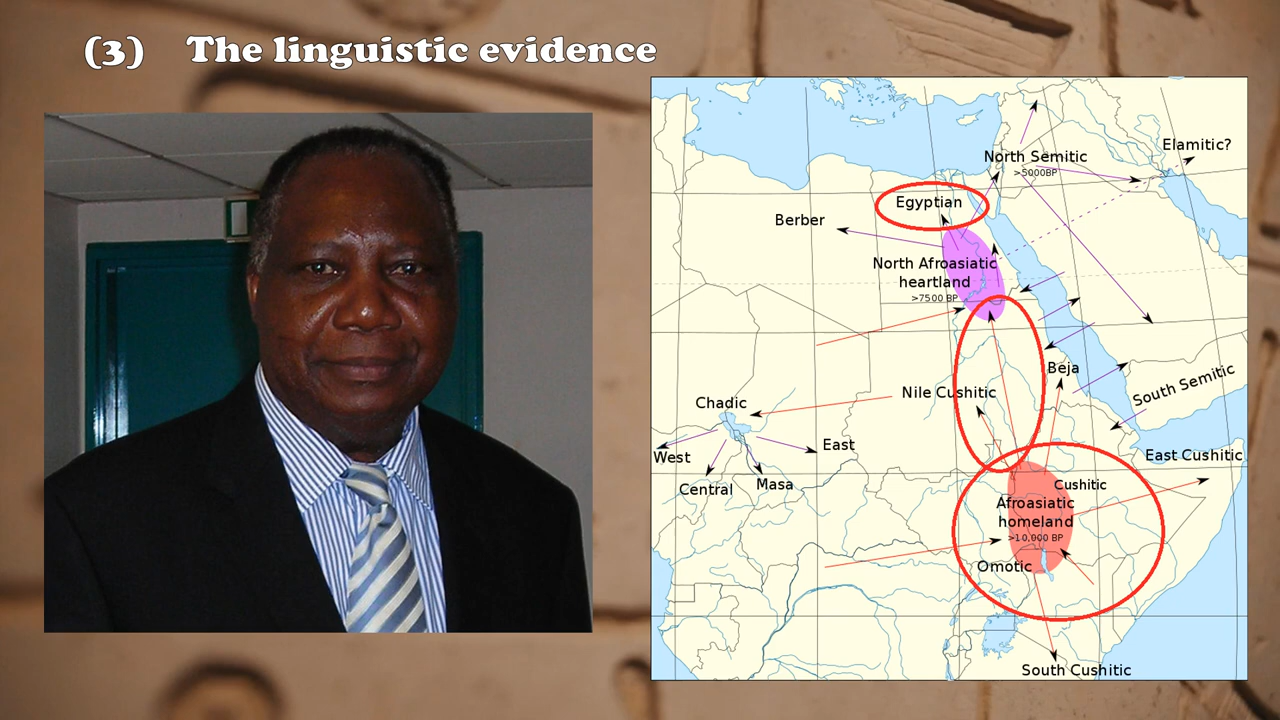 (3) The linguistic evidence
Elamitic?
North Semitic
>5000BP
Egyptian
Berber
North Afroasiatic
heartland
>7500 BP
Beja
Nile Cushitic
South Semitic
Chadic
East
West
Central
Masa
East Cushitic
Cushitic
Afroasiatic
homeland
>10,000 BP
Omotic
South Cushitic